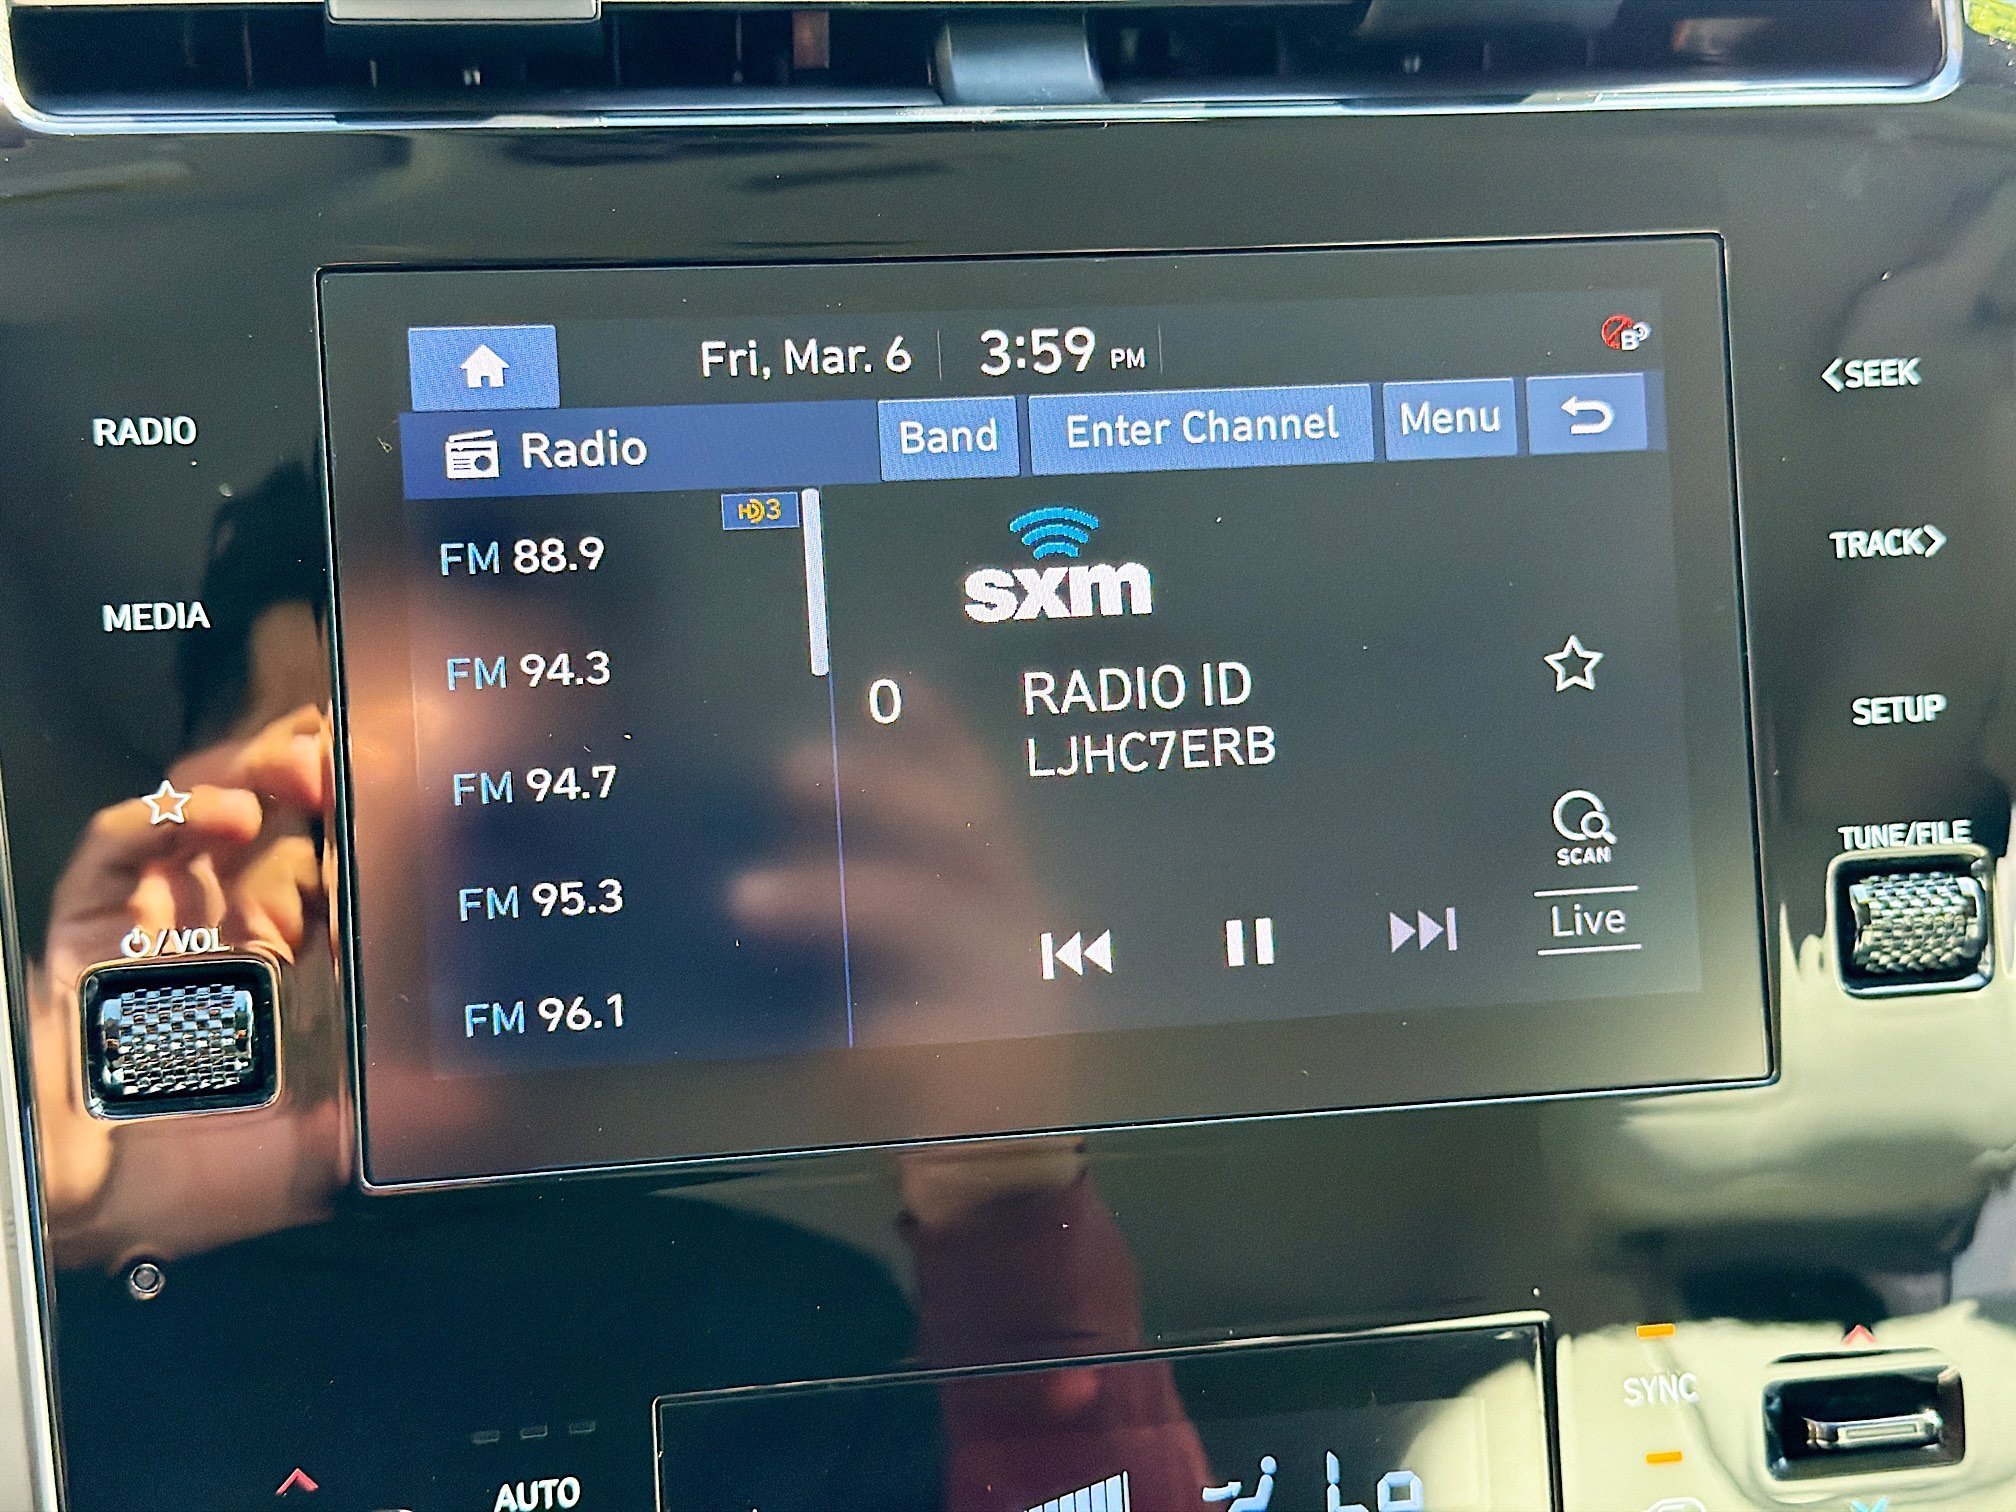 Fri, Mar. 6 3:59 PM
Radio Band Enter Channel Menu
HD3
FM 88.9
FM 94.3
FM 94.7
FM 95.3
FM 96.1
sxm
0 RADIO ID
LJHC7ERB
SCAN
Live
RADIO
MEDIA
/VOL
<SEEK
TRACK>
SETUP
TUNE/FILE
AUTO
Lo
SYNC